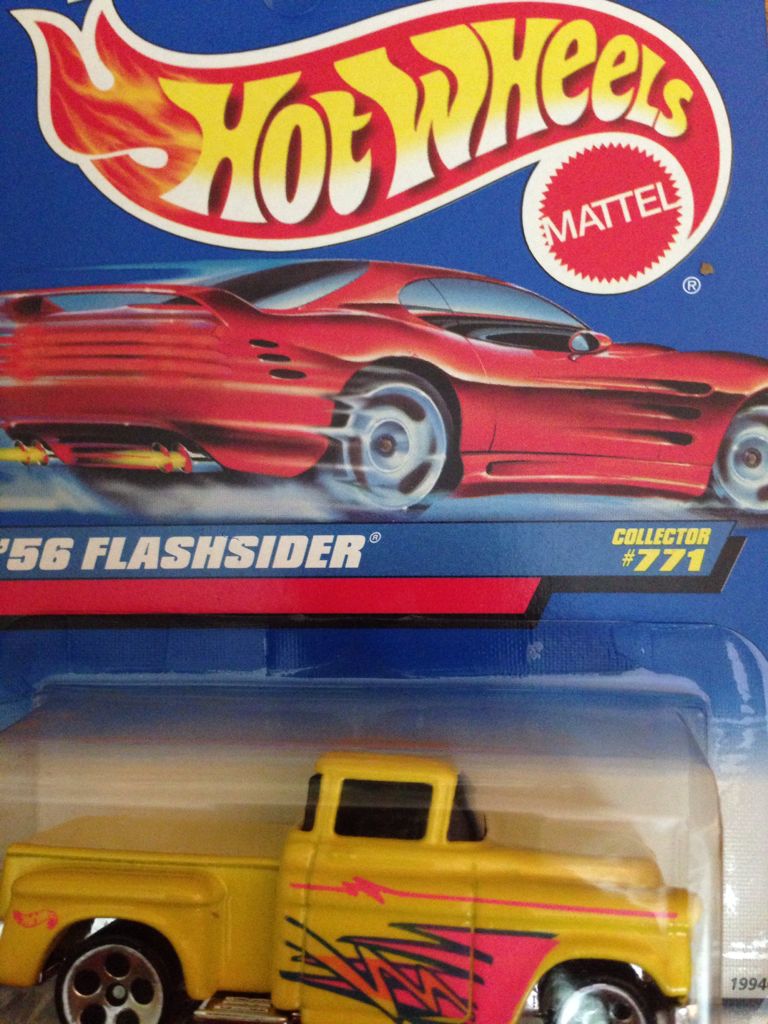 HOT WHEELS
MATTEL
®
'56 FLASHSIDER®
COLLECTOR
#771
1994